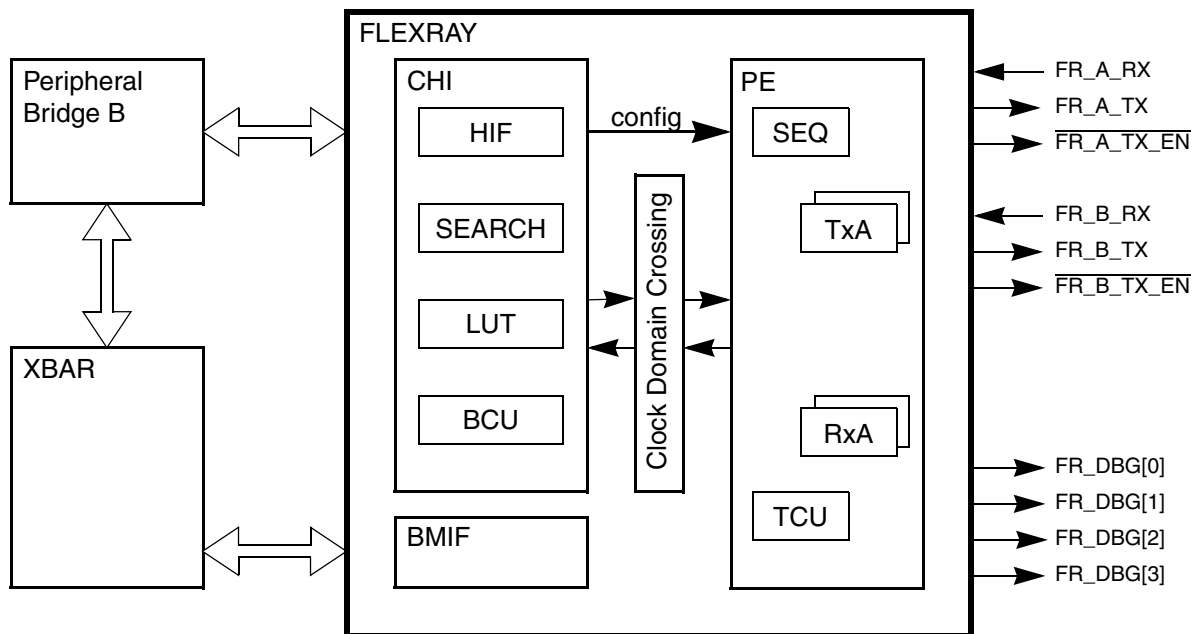 FLEXRAY
Peripheral
Bridge B
CHI
PE
HIF
config
SEQ
SEARCH
TxA
LUT
Clock Domain Crossing
BCU
RxA
XBAR
BMIF
TCU
FR_A_RX
FR_A_TX
FR_A_TX_EN
FR_B_RX
FR_B_TX
FR_B_TX_EN
FR_DBG[0]
FR_DBG[1]
FR_DBG[2]
FR_DBG[3]